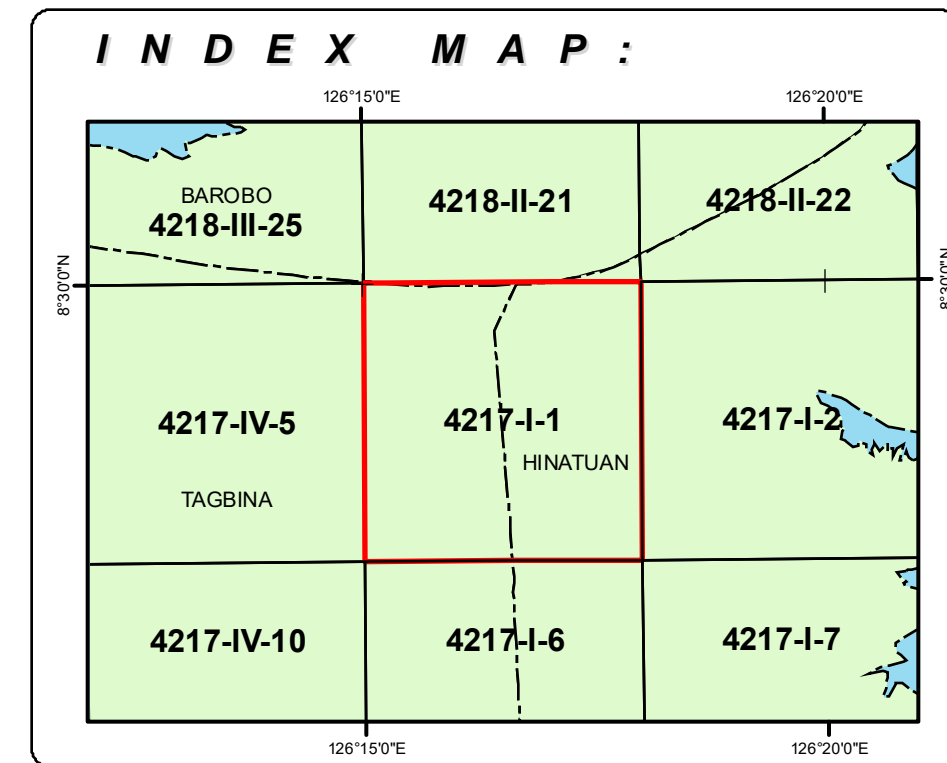 INDEX MAP:
126°15'0"E 126°20'0"E
BAROBO
4218-III-25 4218-II-21 4218-II-22
8°30'0"N 8°30'0"N
4217-IV-5 4217-I-1 4217-I-2
HINATUAN
TAGBINA
4217-IV-10 4217-I-6 4217-I-7
126°15'0"E 126°20'0"E